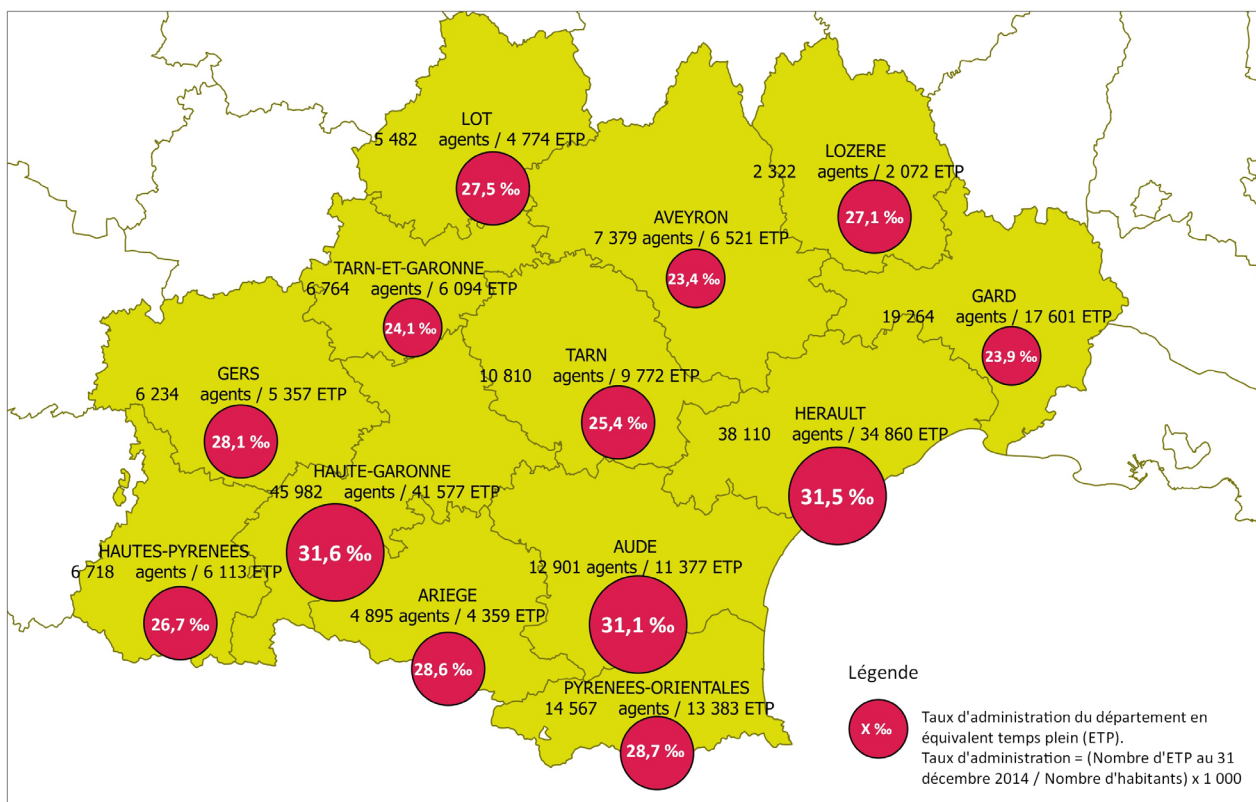 LOT
5 482 agents / 4 774 ETP
27,5 ‰
LOZERE
2 322 agents / 2 072 ETP
27,1 ‰
AVEYRON
7 379 agents / 6 521 ETP
23,4 ‰
TARN-ET-GARONNE
6 764 agents / 6 094 ETP
24,1 ‰
GARD
19 264 agents / 17 601 ETP
23,9 ‰
TARN
10 810 agents / 9 772 ETP
25,4 ‰
GERS
6 234 agents / 5 357 ETP
28,1 ‰
HERAULT
38 110 agents / 34 860 ETP
31,5 ‰
HAUTE-GARONNE
45 982 agents / 41 577 ETP
31,6 ‰
HAUTES-PYRENEES
6 718 agents / 6 113 ETP
26,7 ‰
AUDE
12 901 agents / 11 377 ETP
31,1 ‰
ARIEGE
4 895 agents / 4 359 ETP
28,6 ‰
PYRENEES-ORIENTALES
14 567 agents / 13 383 ETP
28,7 ‰
Légende
X ‰
Taux d'administration du département en
équivalent temps plein (ETP).
Taux d'administration = (Nombre d'ETP au 31
décembre 2014 / Nombre d'habitants) x 1 000